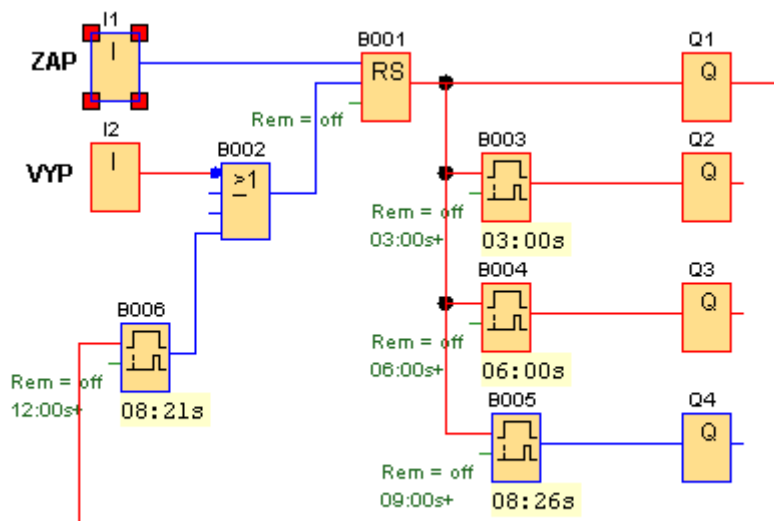 I1
ZAP
I
B001
RS
Rem = off
Q1
Q
I2
VYP
I
B002
>1
B003
Rem = off
03:00s+
03:00s
Q2
Q
B004
Rem = off
06:00s+
06:00s
Q3
Q
B006
Rem = off
12:00s+
08:21s
B005
Rem = off
09:00s+
08:26s
Q4
Q